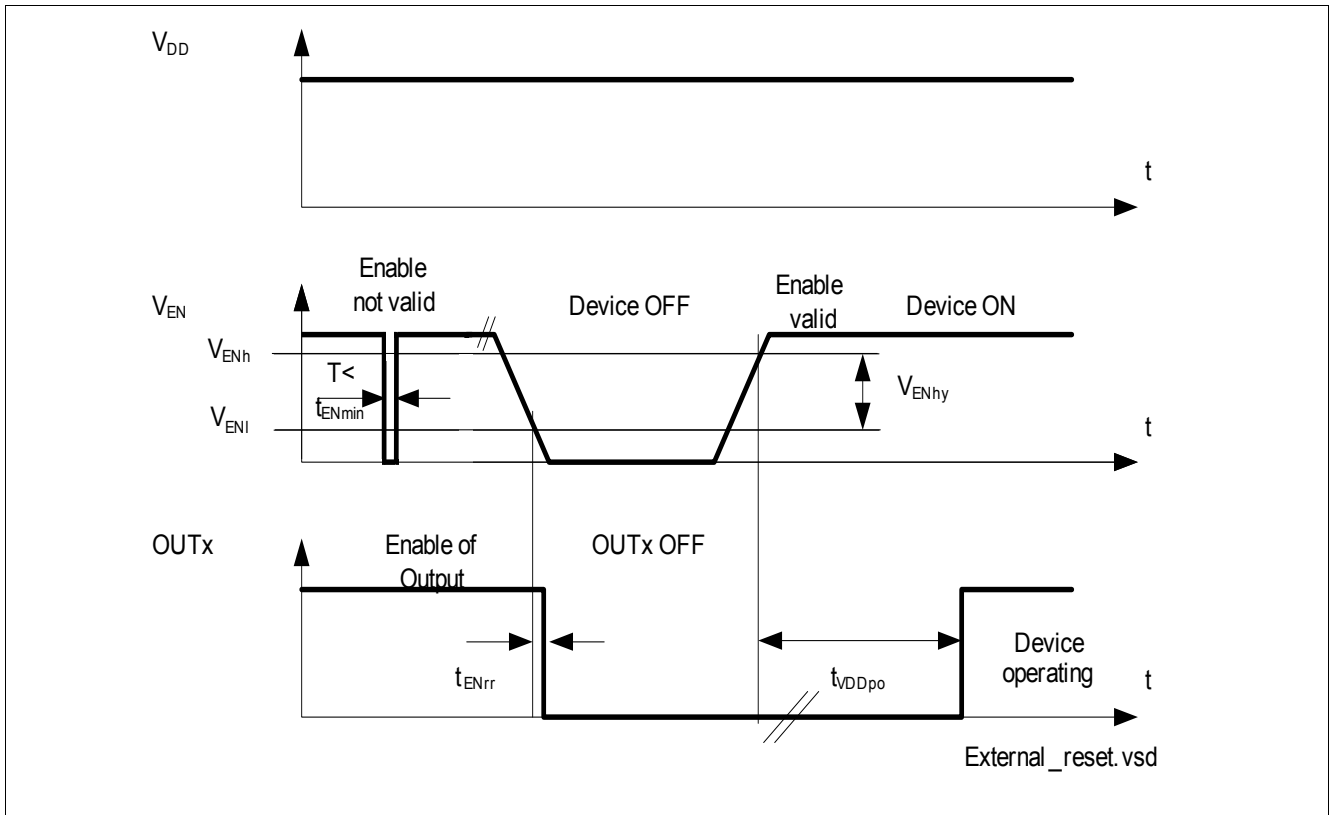 VDD
t
Enable
not valid
VEN
Device OFF
Enable
valid
Device ON
VENh
T<
tENmin
VENhy
VENl
t
OUTx
Enable of
Output
OUTx OFF
tENrr
tVDDpo
Device
operating
t
External_reset.vsd